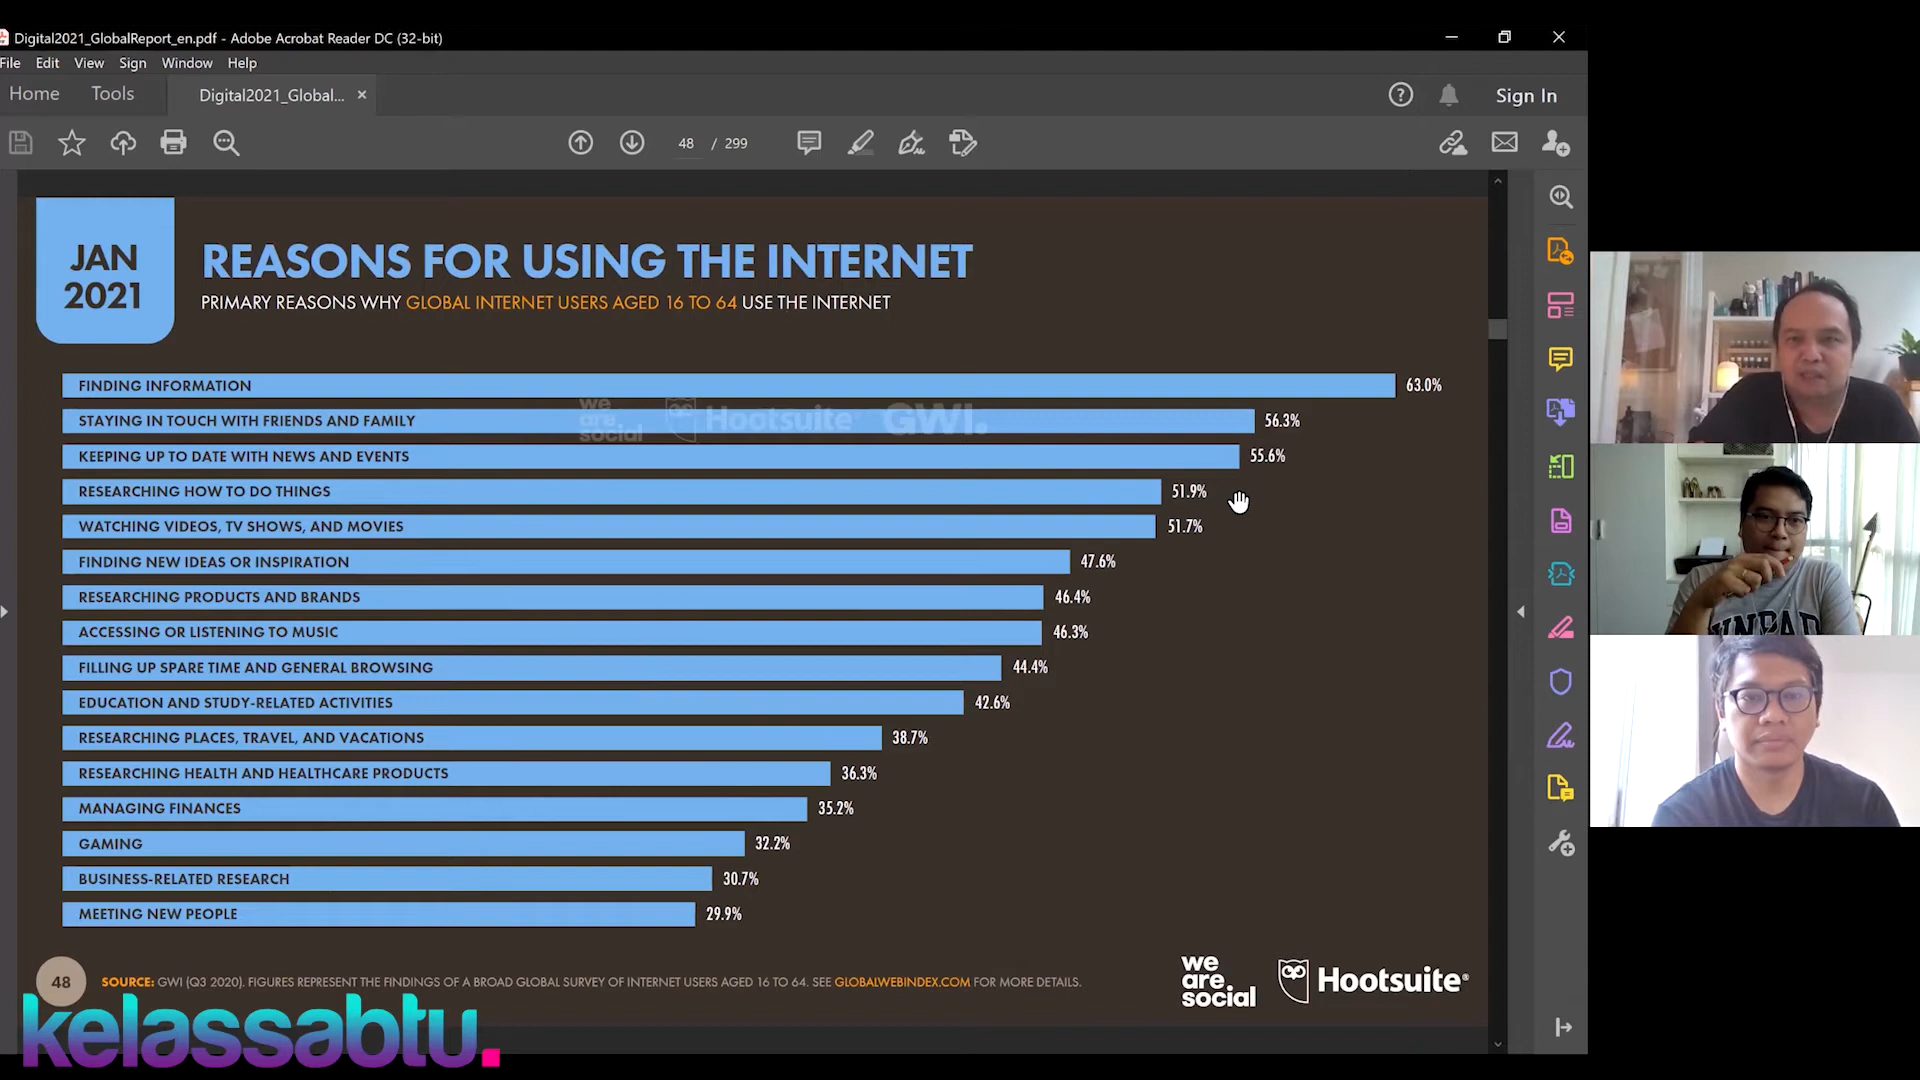 Digital2021_GlobalReport_en.pdf - Adobe Acrobat Reader DC (32-bit)
File Edit View Sign Window Help
Home Tools Digital2021_Global... × Sign In
48 / 299
JAN
2021
REASONS FOR USING THE INTERNET
PRIMARY REASONS WHY GLOBAL INTERNET USERS AGED 16 TO 64 USE THE INTERNET
FINDING INFORMATION 63.0%
we are social Hootsuite GWI.
STAYING IN TOUCH WITH FRIENDS AND FAMILY 56.3%
KEEPING UP TO DATE WITH NEWS AND EVENTS 55.6%
RESEARCHING HOW TO DO THINGS 51.9%
WATCHING VIDEOS, TV SHOWS, AND MOVIES 51.7%
FINDING NEW IDEAS OR INSPIRATION 47.6%
RESEARCHING PRODUCTS AND BRANDS 46.4%
ACCESSING OR LISTENING TO MUSIC 46.3%
FILLING UP SPARE TIME AND GENERAL BROWSING 44.4%
EDUCATION AND STUDY-RELATED ACTIVITIES 42.6%
RESEARCHING PLACES, TRAVEL, AND VACATIONS 38.7%
RESEARCHING HEALTH AND HEALTHCARE PRODUCTS 36.3%
MANAGING FINANCES 35.2%
GAMING 32.2%
BUSINESS-RELATED RESEARCH 30.7%
MEETING NEW PEOPLE 29.9%
48 SOURCE: GWI (Q3 2020). FIGURES REPRESENT THE FINDINGS OF A BROAD GLOBAL SURVEY OF INTERNET USERS AGED 16 TO 64. SEE GLOBALWEBINDEX.COM FOR MORE DETAILS.
we
are.
social
Hootsuite®
kelassabtu.